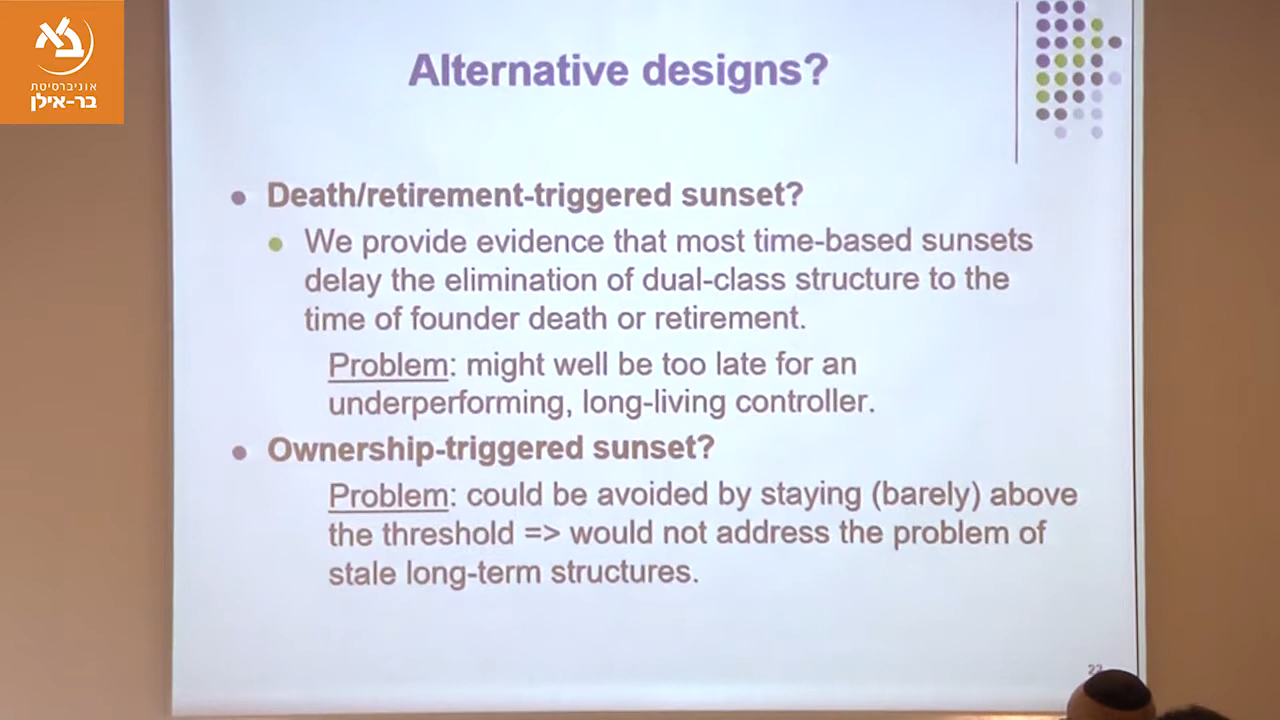 בא
אוניברסיטת
בר-אילן
Alternative designs?
Death/retirement-triggered sunset?
We provide evidence that most time-based sunsets
delay the elimination of dual-class structure to the
time of founder death or retirement.
Problem: might well be too late for an
underperforming, long-living controller.
Ownership-triggered sunset?
Problem: could be avoided by staying (barely) above
the threshold => would not address the problem of
stale long-term structures.